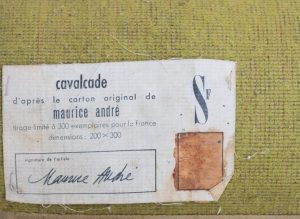 cavalcade
d'après le carton original de
maurice andré
tirage limité à 300 exemplaires pour la France
dimensions : 200×300
SF
signature de l'artiste
Maurice André